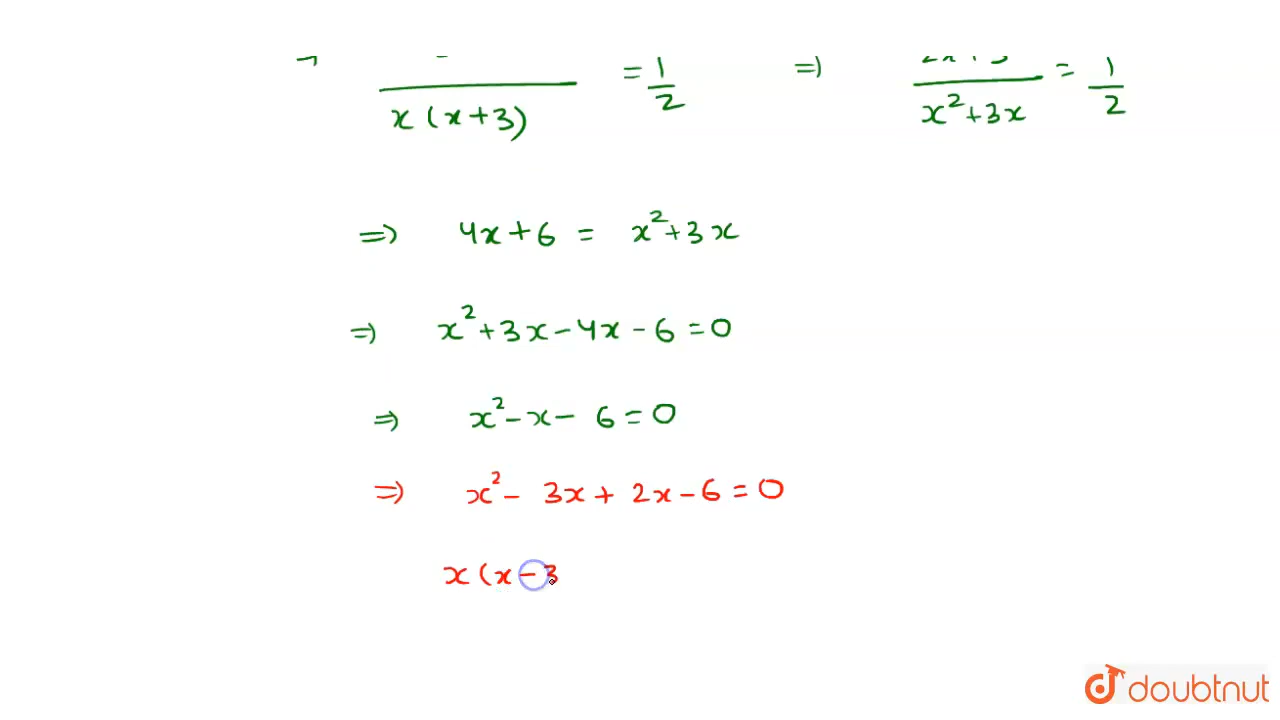 x(x+3) = 1/2 ⇒ x²+3x = 1/2
⇒ 4x+6 = x²+3x
⇒ x²+3x-4x-6=0
⇒ x²-x-6=0
⇒ x²-3x+2x-6=0
x(x-3
doubtnut